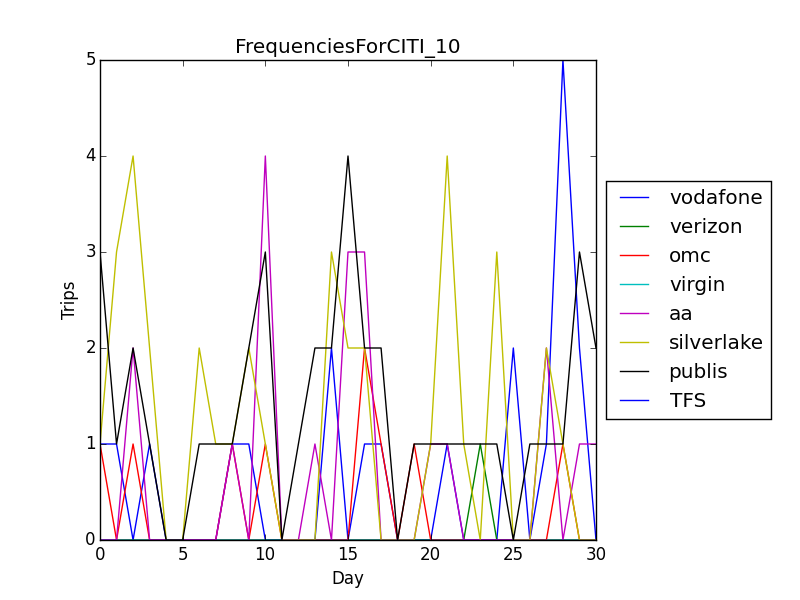 FrequenciesForCITI_10
5
4
3
2
1
0
Trips
0 5 10 15 20 25 30
Day
vodafone
verizon
omc
virgin
aa
silverlake
publis
TFS